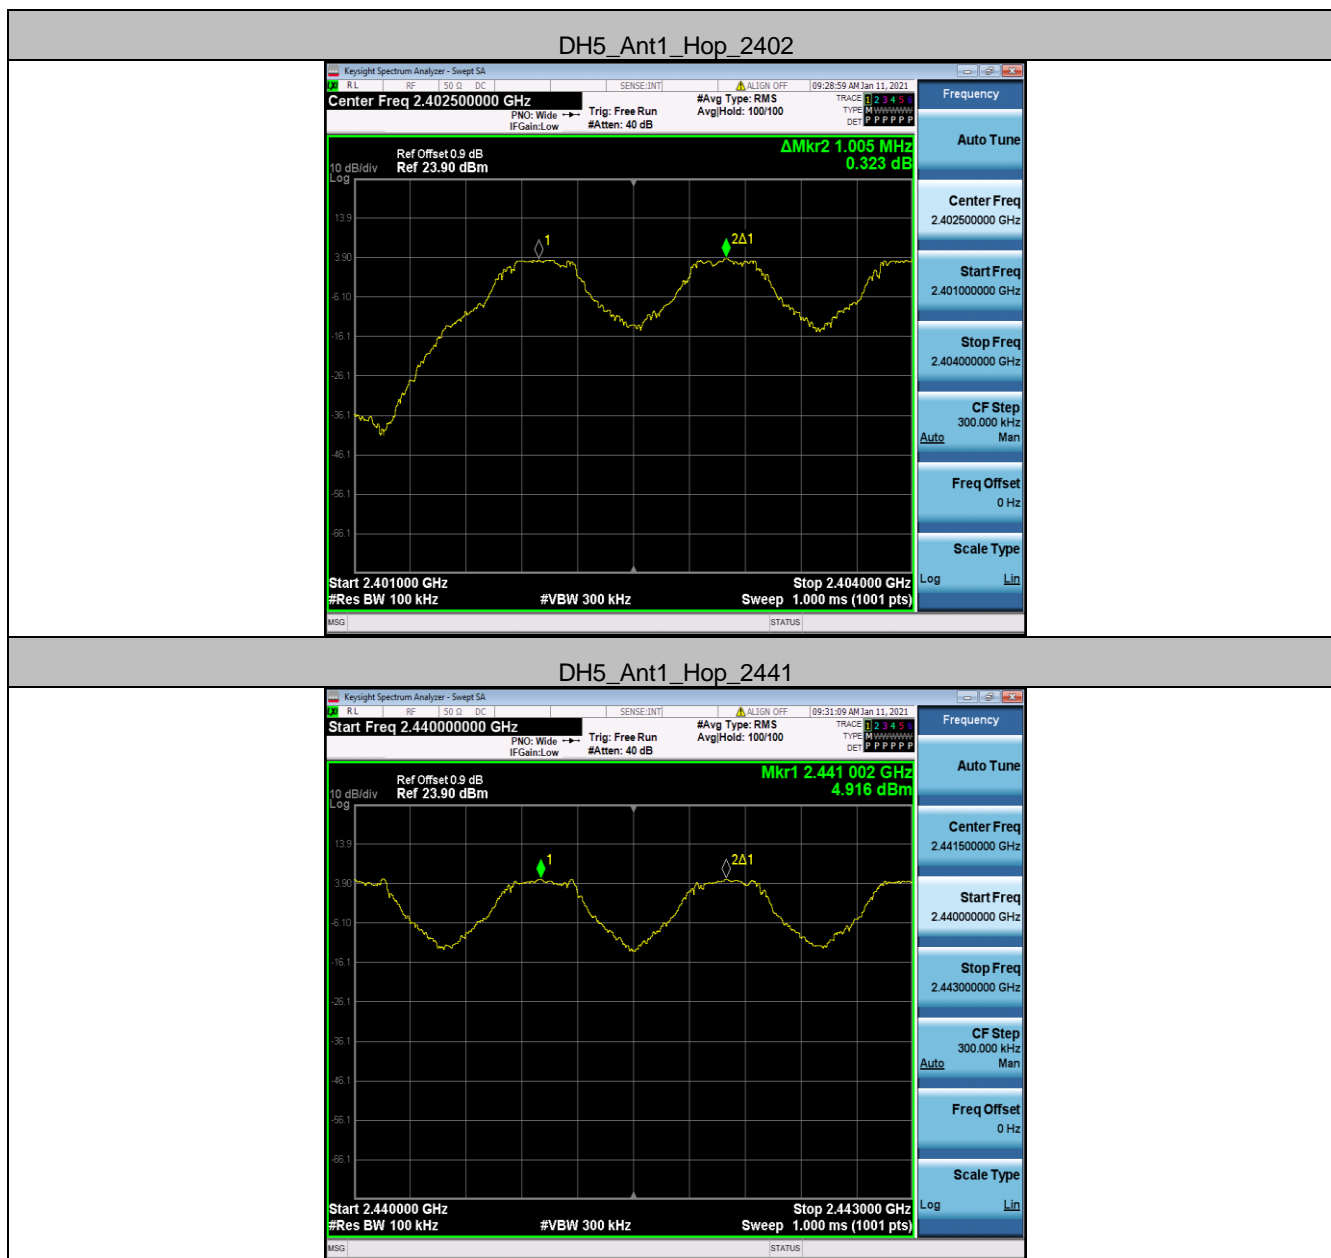 DH5_Ant1_Hop_2402
Keysight Spectrum Analyzer - Swept SA
RL RF 50 Ω DC SENSE:INT ALIGN OFF 09:28:59 AM Jan 11, 2021
Center Freq 2.402500000 GHz
#Avg Type: RMS
TRACE 1 2 3 4 5 6
PNO: Wide
Trig: Free Run
Avg|Hold: 100/100
TYPE M WWWWW
IFGain:Low
#Atten: 40 dB
DET P P P P P P
Frequency
Auto Tune
ΔMkr2 1.005 MHz
0.323 dB
Ref Offset 0.9 dB
10 dB/div Ref 23.90 dBm
Log
13.9
3.90
-6.10
-16.1
-26.1
-36.1
-46.1
-56.1
-66.1
1
2Δ1
Center Freq
2.402500000 GHz
Start Freq
2.401000000 GHz
Stop Freq
2.404000000 GHz
CF Step
300.000 kHz
Auto Man
Freq Offset
0 Hz
Scale Type
Log Lin
Start 2.401000 GHz Stop 2.404000 GHz
#Res BW 100 kHz #VBW 300 kHz Sweep 1.000 ms (1001 pts)
MSG STATUS
DH5_Ant1_Hop_2441
Keysight Spectrum Analyzer - Swept SA
RL RF 50 Ω DC SENSE:INT ALIGN OFF 09:31:09 AM Jan 11, 2021
Start Freq 2.440000000 GHz
#Avg Type: RMS
TRACE 1 2 3 4 5 6
PNO: Wide
Trig: Free Run
Avg|Hold: 100/100
TYPE M WWWWW
IFGain:Low
#Atten: 40 dB
DET P P P P P P
Frequency
Auto Tune
Mkr1 2.441 002 GHz
4.916 dBm
Ref Offset 0.9 dB
10 dB/div Ref 23.90 dBm
Log
13.9
3.90
-6.10
-16.1
-26.1
-36.1
-46.1
-56.1
-66.1
1
2Δ1
Center Freq
2.441500000 GHz
Start Freq
2.440000000 GHz
Stop Freq
2.443000000 GHz
CF Step
300.000 kHz
Auto Man
Freq Offset
0 Hz
Scale Type
Log Lin
Start 2.440000 GHz Stop 2.443000 GHz
#Res BW 100 kHz #VBW 300 kHz Sweep 1.000 ms (1001 pts)
MSG STATUS